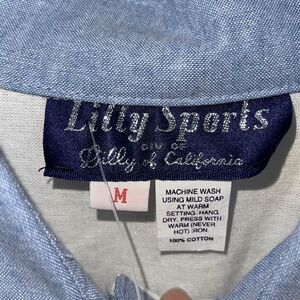 Lilly Sports
DIV OF
Lilly of California
M
MACHINE WASH
USING MILD SOAP
AT WARM
SETTING. HANG
DRY. PRESS WITH
WARM (NEVER
HOT) IRON.
100% COTTON